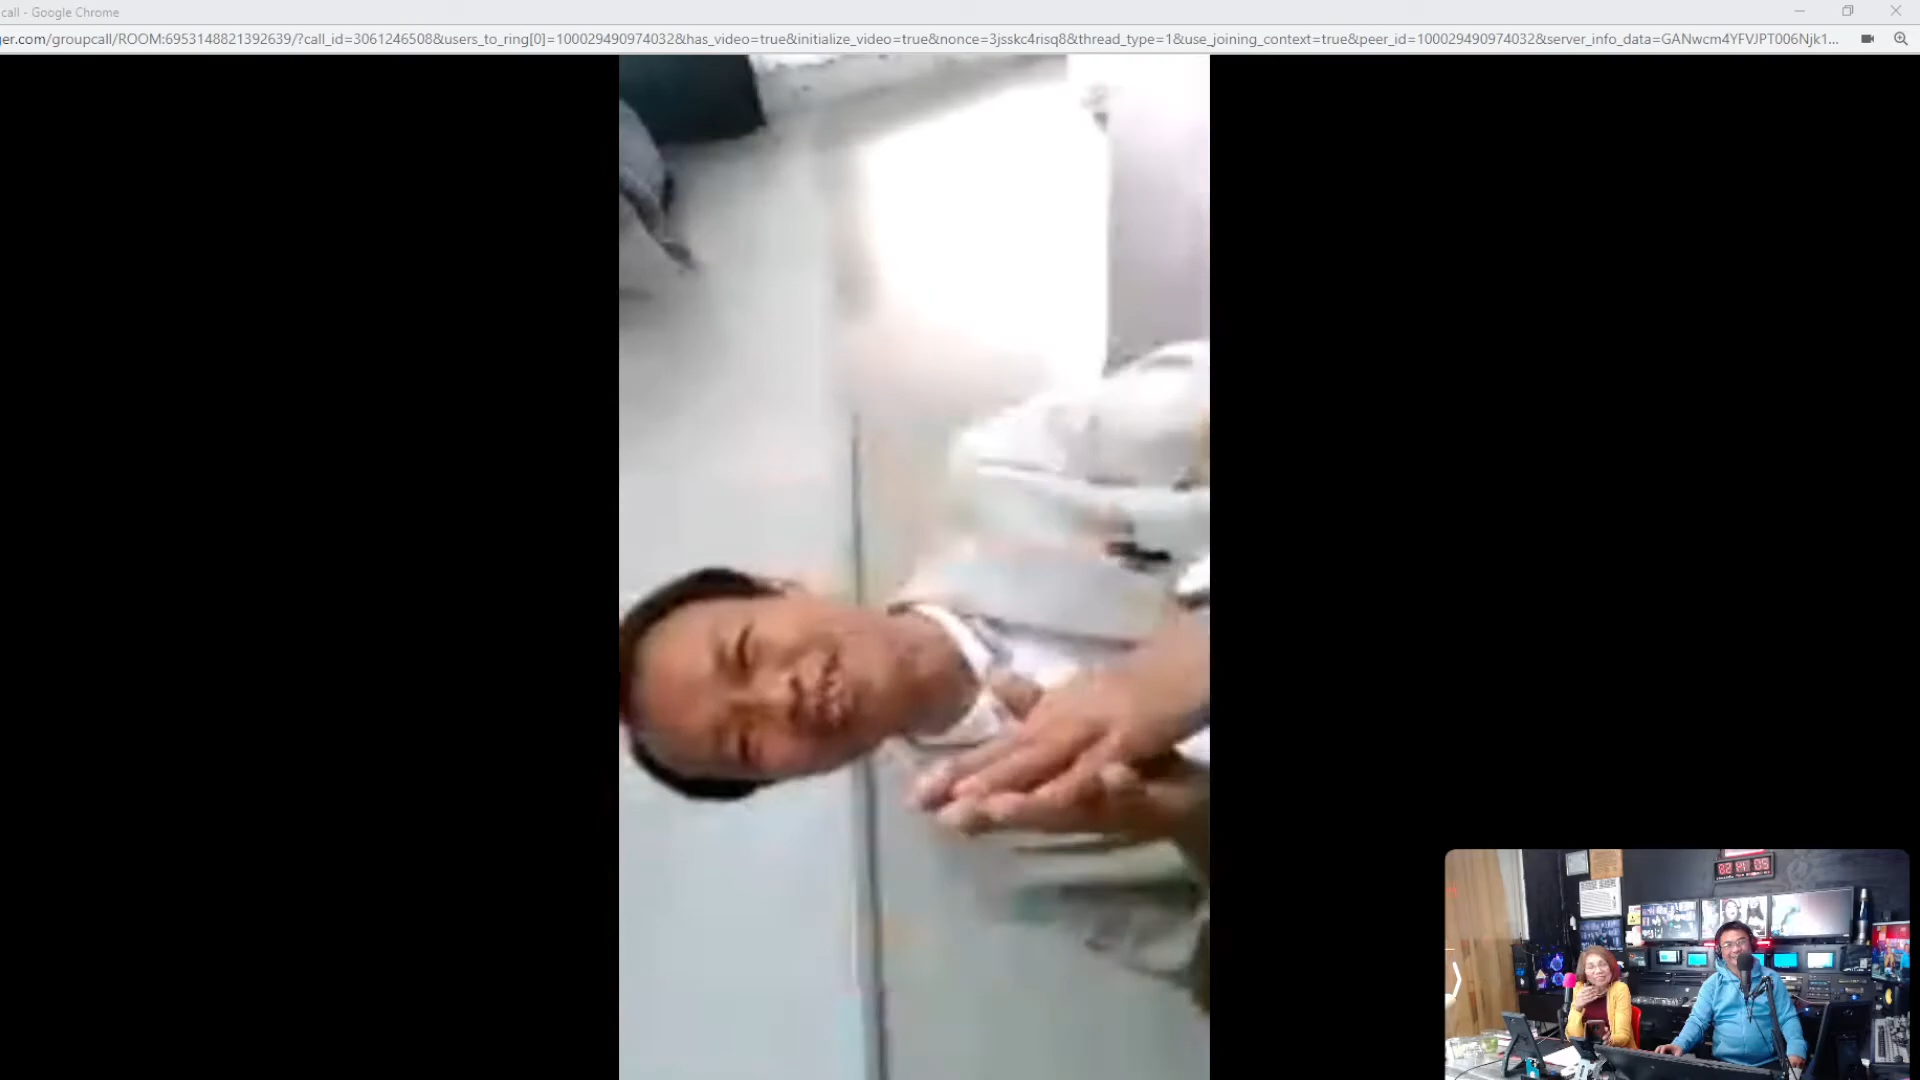 call - Google Chrome
er.com/groupcall/ROOM:6953148821392639/?call_id=3061246508&users_to_ring[0]=100029490974032&has_video=true&initialize_video=true&nonce=3jsskc4risq8&thread_type=1&use_joining_context=true&peer_id=100029490974032&server_info_data=GANwcm4YFVJPT006Njk1...